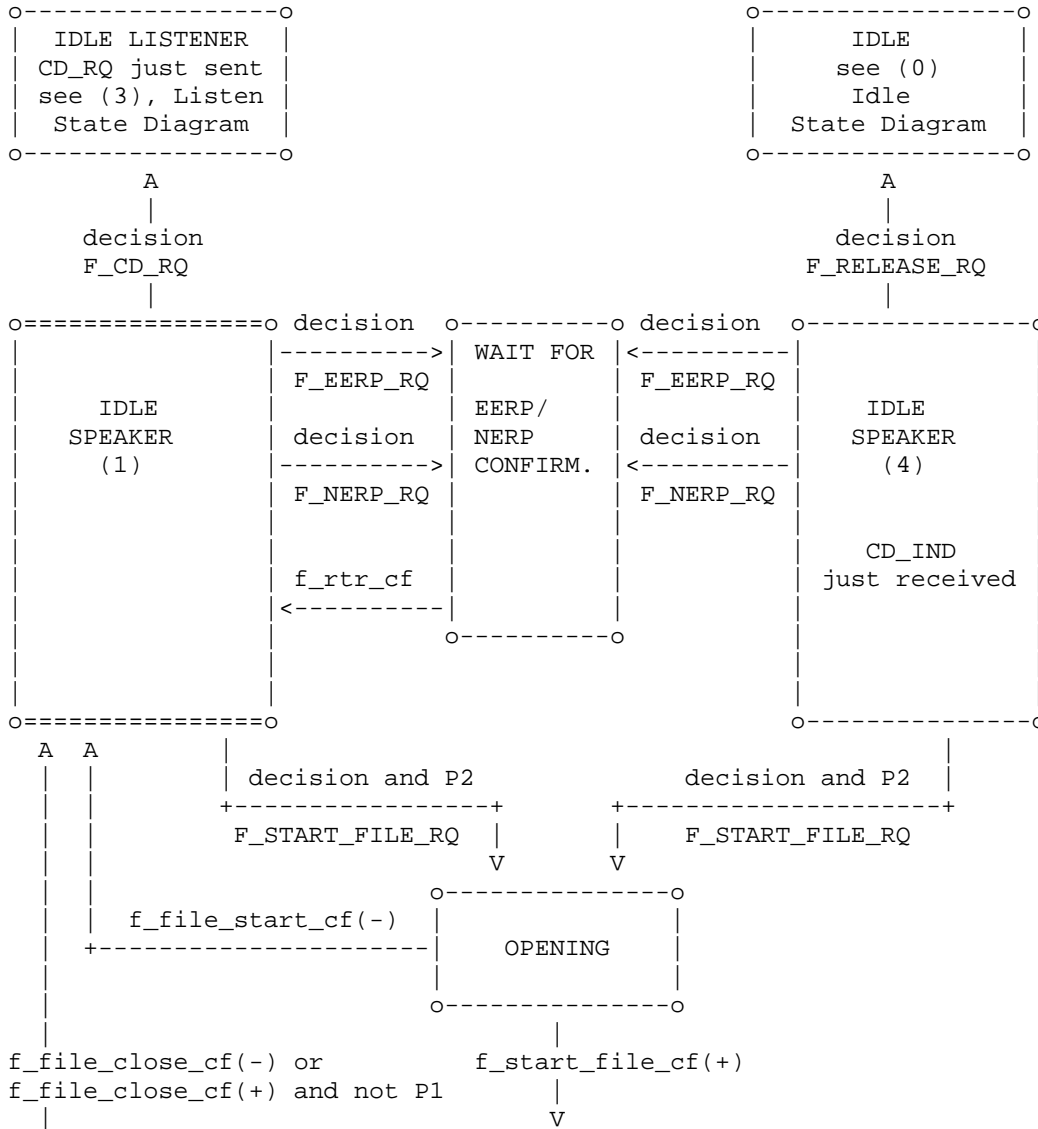 o-----------------o                               o-----------------o
|  IDLE LISTENER  |                               |      IDLE       |
| CD_RQ just sent |                               |     see (0)     |
| see (3), Listen |                               |      Idle       |
|  State Diagram  |                               |  State Diagram  |
o-----------------o                               o-----------------o
         A                                                A
         |                                                |
     decision                                          decision
     F_CD_RQ                                         F_RELEASE_RQ
         |                                                |
o================o decision  o----------o decision  o---------------o
|                |---------->| WAIT FOR |<----------|               |
|                | F_EERP_RQ |          | F_EERP_RQ |               |
|     IDLE       |           | EERP/    |           |     IDLE      |
|   SPEAKER      | decision  | NERP     | decision  |   SPEAKER     |
|     (1)        |---------->| CONFIRM. |<----------|      (4)      |
|                | F_NERP_RQ |          | F_NERP_RQ |               |
|                |           |          |           |               |
|                |           |          |           |    CD_IND     |
|                | f_rtr_cf  |          |           | just received |
|                |<----------|          |           |               |
|                |           o----------o           |               |
|                |                                  |               |
|                |                                  |               |
o================o                                  o---------------o
  A  A        |                                               |
  |  |        | decision and P2              decision and P2  |
  |  |        +-----------------+       +---------------------+
  |  |         F_START_FILE_RQ  |       |    F_START_FILE_RQ
  |  |                          V       V
  |  |                      o---------------o
  |  |  f_file_start_cf(-)  |               |
  |  +----------------------|    OPENING    |
  |                         |               |
  |                         o---------------o
  |                                 |
f_file_close_cf(-) or         f_start_file_cf(+)
f_file_close_cf(+) and not P1       |
  |                                 V